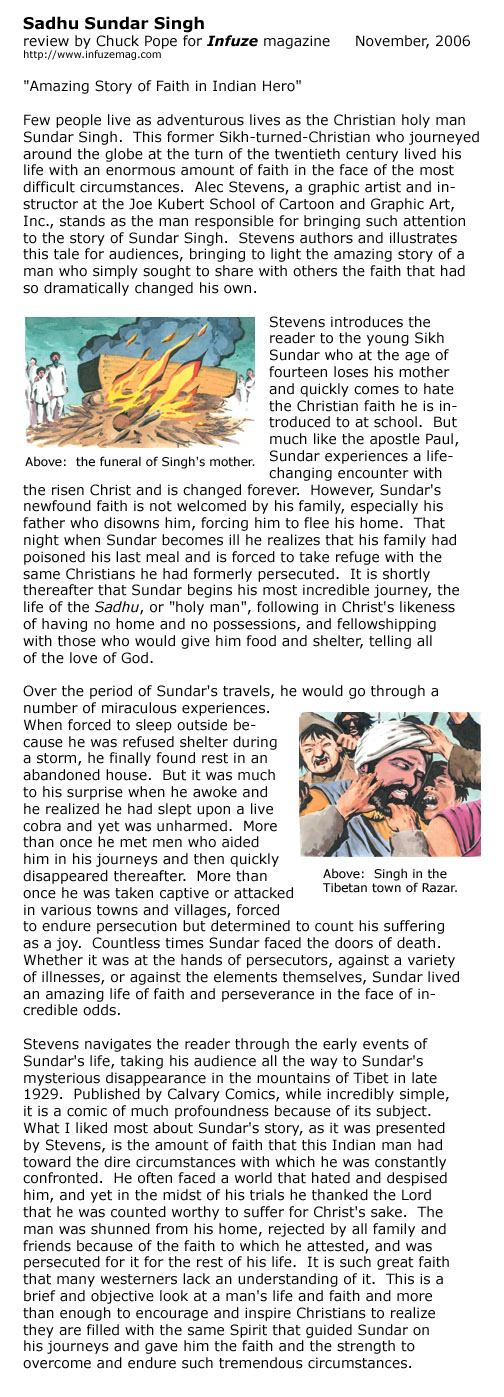 Sadhu Sundar Singh
review by Chuck Pope for Infuze magazine November, 2006
http://www.infuzemag.com
"Amazing Story of Faith in Indian Hero"
Few people live as adventurous lives as the Christian holy man
Sundar Singh. This former Sikh-turned-Christian who journeyed
around the globe at the turn of the twentieth century lived his
life with an enormous amount of faith in the face of the most
difficult circumstances. Alec Stevens, a graphic artist and in-
structor at the Joe Kubert School of Cartoon and Graphic Art,
Inc., stands as the man responsible for bringing such attention
to the story of Sundar Singh. Stevens authors and illustrates
this tale for audiences, bringing to light the amazing story of a
man who simply sought to share with others the faith that had
so dramatically changed his own.
Stevens introduces the
reader to the young Sikh
Sundar who at the age of
fourteen loses his mother
and quickly comes to hate
the Christian faith he is in-
troduced to at school. But
much like the apostle Paul,
Sundar experiences a life-
changing encounter with
Above: the funeral of Singh's mother.
the risen Christ and is changed forever. However, Sundar's
newfound faith is not welcomed by his family, especially his
father who disowns him, forcing him to flee his home. That
night when Sundar becomes ill he realizes that his family had
poisoned his last meal and is forced to take refuge with the
same Christians he had formerly persecuted. It is shortly
thereafter that Sundar begins his most incredible journey, the
life of the Sadhu, or "holy man", following in Christ's likeness
of having no home and no possessions, and fellowshipping
with those who would give him food and shelter, telling all
of the love of God.
Over the period of Sundar's travels, he would go through a
number of miraculous experiences.
When forced to sleep outside be-
cause he was refused shelter during
a storm, he finally found rest in an
abandoned house. But it was much
to his surprise when he awoke and
he realized he had slept upon a live
cobra and yet was unharmed. More
than once he met men who aided
him in his journeys and then quickly
disappeared thereafter. More than
once he was taken captive or attacked
in various towns and villages, forced
Above: Singh in the
Tibetan town of Razar.
to endure persecution but determined to count his suffering
as a joy. Countless times Sundar faced the doors of death.
Whether it was at the hands of persecutors, against a variety
of illnesses, or against the elements themselves, Sundar lived
an amazing life of faith and perseverance in the face of in-
credible odds.
Stevens navigates the reader through the early events of
Sundar's life, taking his audience all the way to Sundar's
mysterious disappearance in the mountains of Tibet in late
1929. Published by Calvary Comics, while incredibly simple,
it is a comic of much profoundness because of its subject.
What I liked most about Sundar's story, as it was presented
by Stevens, is the amount of faith that this Indian man had
toward the dire circumstances with which he was constantly
confronted. He often faced a world that hated and despised
him, and yet in the midst of his trials he thanked the Lord
that he was counted worthy to suffer for Christ's sake. The
man was shunned from his home, rejected by all family and
friends because of the faith to which he attested, and was
persecuted for it for the rest of his life. It is such great faith
that many westerners lack an understanding of it. This is a
brief and objective look at a man's life and faith and more
than enough to encourage and inspire Christians to realize
they are filled with the same Spirit that guided Sundar on
his journeys and gave him the faith and the strength to
overcome and endure such tremendous circumstances.